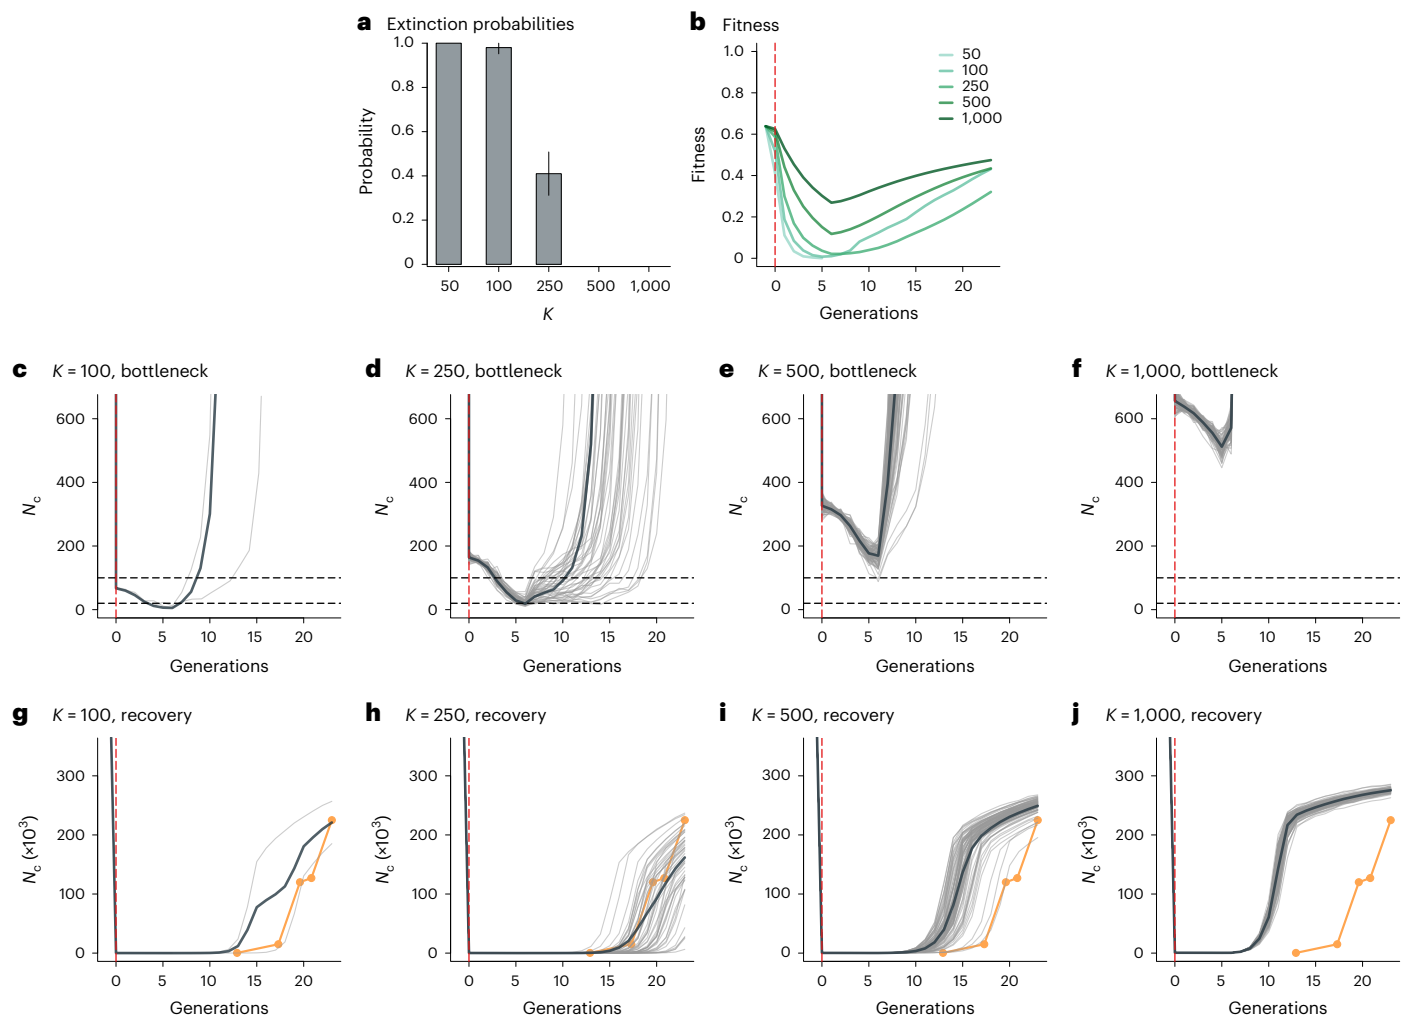 a Extinction probabilities
Probability
1.0
0.8
0.6
0.4
0.2
0
50 100 250 500 1,000
K
b Fitness
Fitness
1.0
0.8
0.6
0.4
0.2
0
50
100
250
500
1,000
0 5 10 15 20
Generations
c K = 100, bottleneck
Nc
600
400
200
0
0 5 10 15 20
Generations
d K = 250, bottleneck
Nc
600
400
200
0
0 5 10 15 20
Generations
e K = 500, bottleneck
Nc
600
400
200
0
0 5 10 15 20
Generations
f K = 1,000, bottleneck
Nc
600
400
200
0
0 5 10 15 20
Generations
g K = 100, recovery
Nc (×10³)
300
200
100
0
0 5 10 15 20
Generations
h K = 250, recovery
Nc (×10³)
300
200
100
0
0 5 10 15 20
Generations
i K = 500, recovery
Nc (×10³)
300
200
100
0
0 5 10 15 20
Generations
j K = 1,000, recovery
Nc (×10³)
300
200
100
0
0 5 10 15 20
Generations